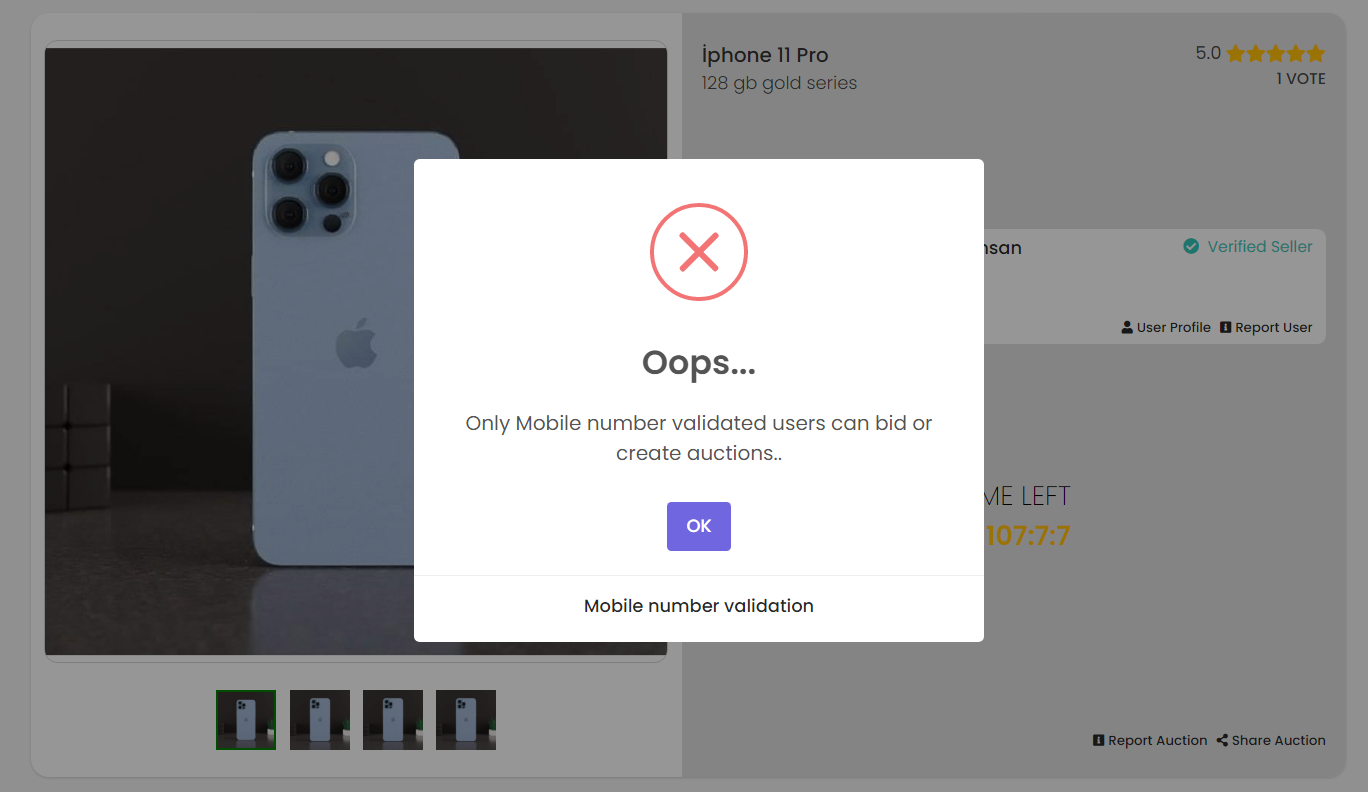 İphone 11 Pro
128 gb gold series
5.0
1 VOTE
Verified Seller
User Profile Report User
Oops...
Only Mobile number validated users can bid or
create auctions..
OK
Mobile number validation
LEFT
107:7:7
Report Auction Share Auction